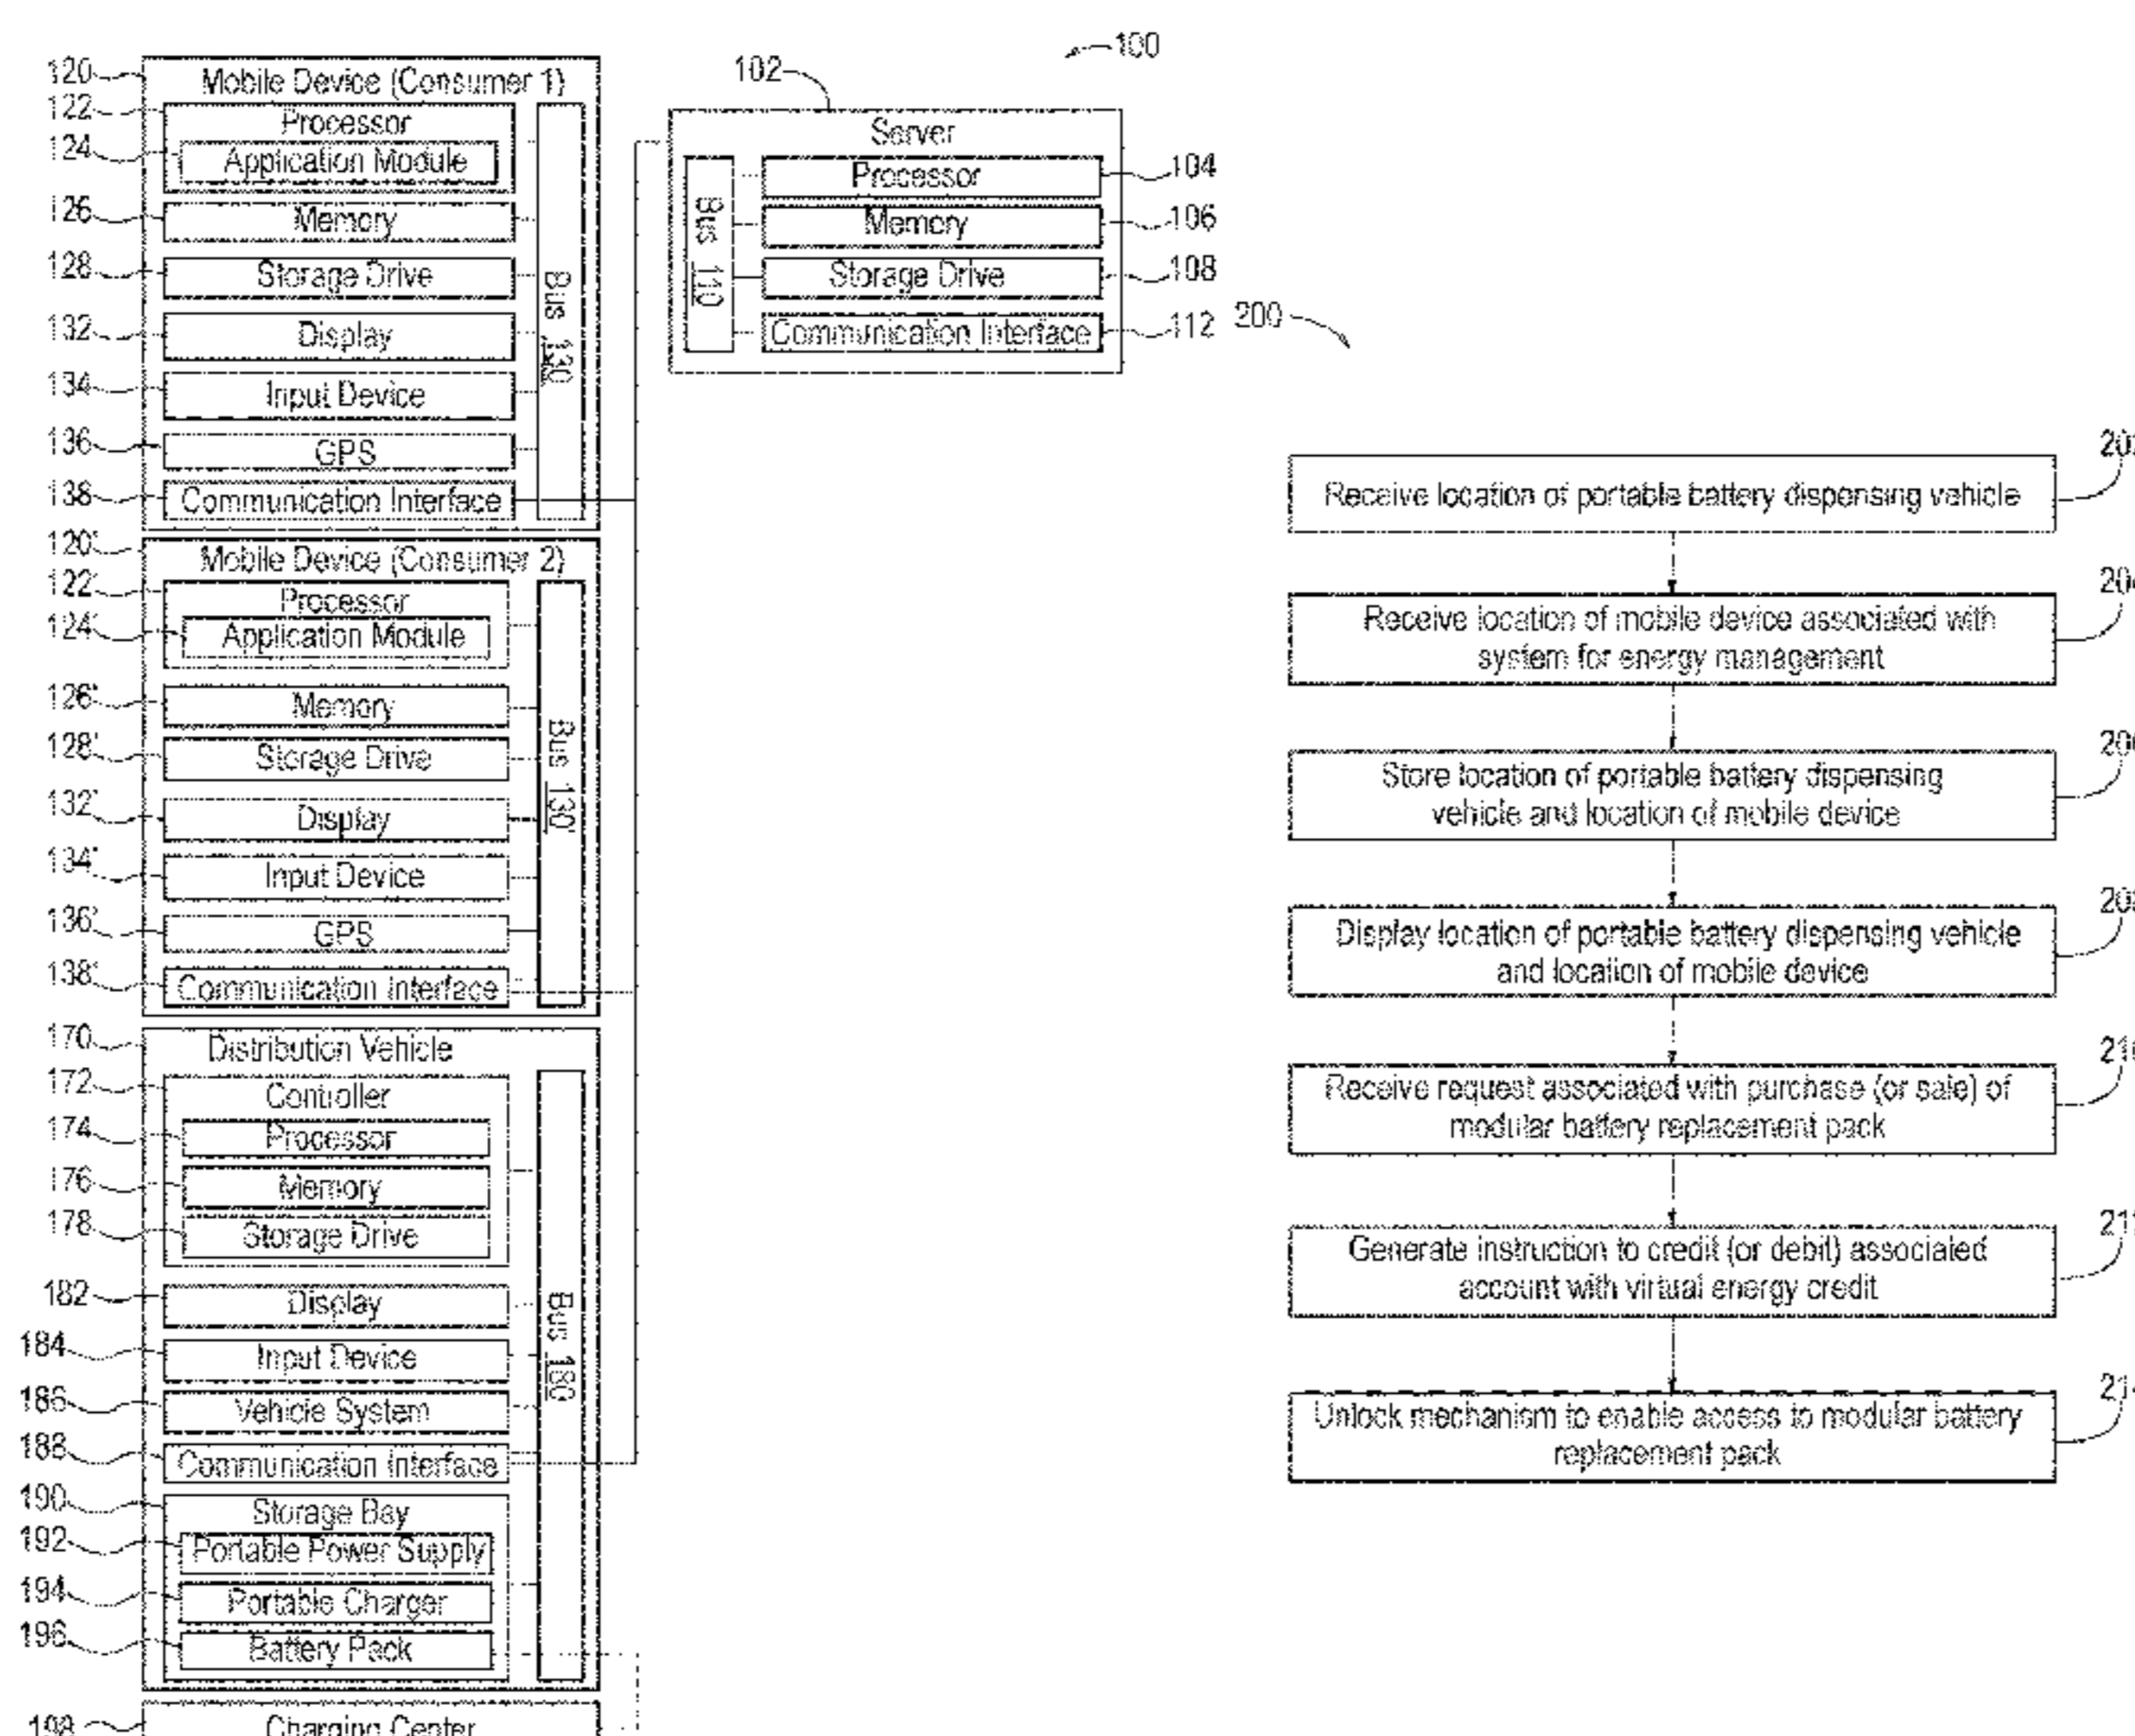 100
120 Mobile Device (Consumer 1)
122 Processor
124 Application Module
126 Memory
128 Storage Drive
132 Display
134 Input Device
136 GPS
138 Communication Interface
Bus 130
102
Server
Processor 104
Memory 106
Storage Drive 108
Communication Interface 112
Bus 110
120' Mobile Device (Consumer 2)
122' Processor
124' Application Module
126' Memory
128' Storage Drive
132' Display
134' Input Device
136' GPS
138' Communication Interface
Bus 130'
170 Distribution Vehicle
172 Controller
174 Processor
176 Memory
178 Storage Drive
182 Display
184 Input Device
186 Vehicle System
188 Communication Interface
190 Storage Bay
192 Portable Power Supply
194 Portable Charger
196 Battery Pack
Bus 180
198 Charging Center
200
Receive location of portable battery dispensing vehicle
Receive location of mobile device associated with
system for energy management
Store location of portable battery dispensing
vehicle and location of mobile device
Display location of portable battery dispensing vehicle
and location of mobile device
Receive request associated with purchase (or sale) of
modular battery replacement pack
Generate instruction to credit (or debit) associated
account with virtual energy credit
Unlock mechanism to enable access to modular battery
replacement pack